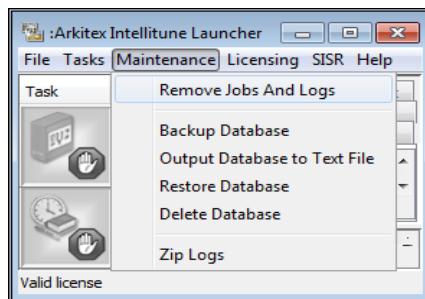 :Arkitex Intellitune Launcher
File Tasks Maintenance Licensing SISR Help
Task
Remove Jobs And Logs
Backup Database
Output Database to Text File
Restore Database
Delete Database
Zip Logs
Valid license